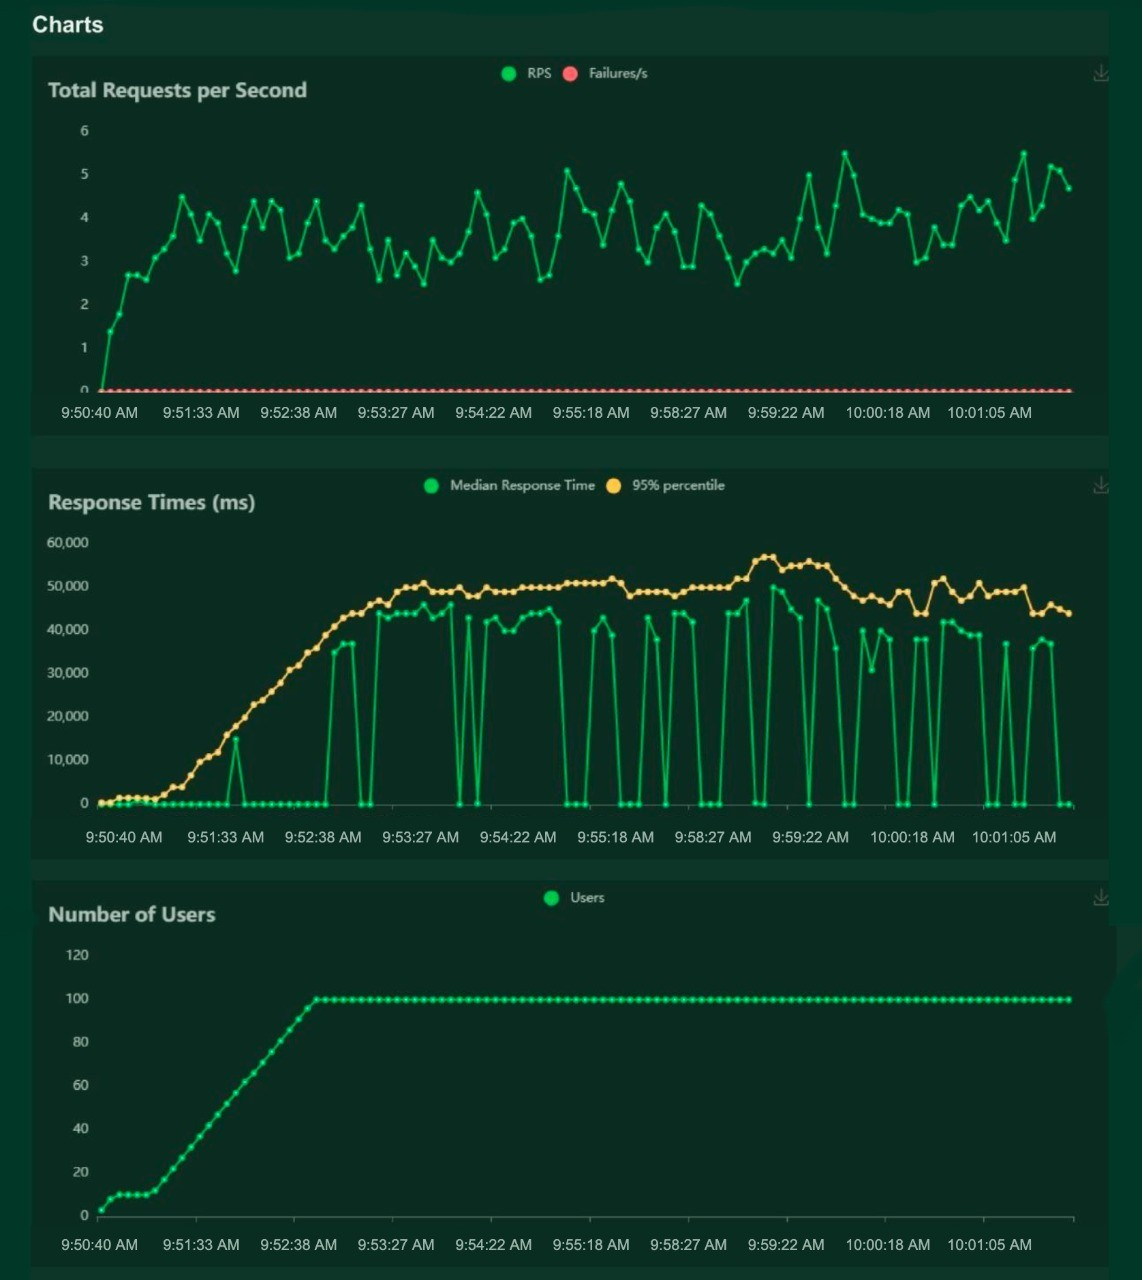 Charts
RPS Failures/s
Total Requests per Second
6
5
4
3
2
1
0
9:50:40 AM 9:51:33 AM 9:52:38 AM 9:53:27 AM 9:54:22 AM 9:55:18 AM 9:58:27 AM 9:59:22 AM 10:00:18 AM 10:01:05 AM
Median Response Time 95% percentile
Response Times (ms)
60,000
50,000
40,000
30,000
20,000
10,000
0
9:50:40 AM 9:51:33 AM 9:52:38 AM 9:53:27 AM 9:54:22 AM 9:55:18 AM 9:58:27 AM 9:59:22 AM 10:00:18 AM 10:01:05 AM
Users
Number of Users
120
100
80
60
40
20
0
9:50:40 AM 9:51:33 AM 9:52:38 AM 9:53:27 AM 9:54:22 AM 9:55:18 AM 9:58:27 AM 9:59:22 AM 10:00:18 AM 10:01:05 AM